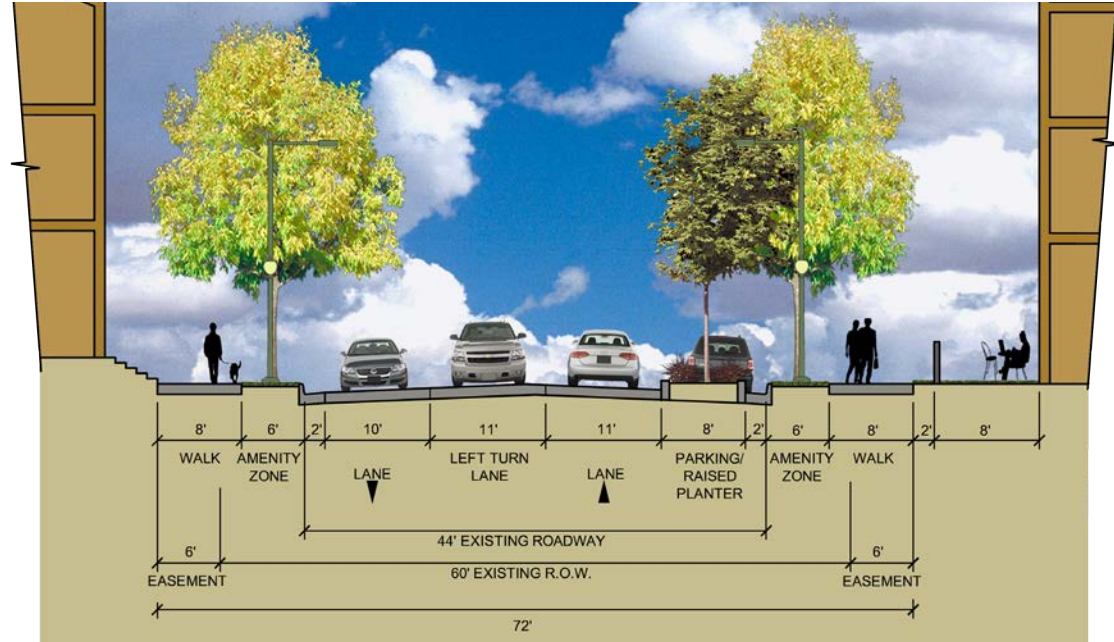 8' 6' 2' 10' 11' 11' 8' 2' 6' 8' 2' 8'
WALK AMENITY ZONE LANE LEFT TURN LANE LANE PARKING/ RAISED PLANTER AMENITY ZONE WALK
44' EXISTING ROADWAY
6' 6'
60' EXISTING R.O.W.
EASEMENT EASEMENT
72'